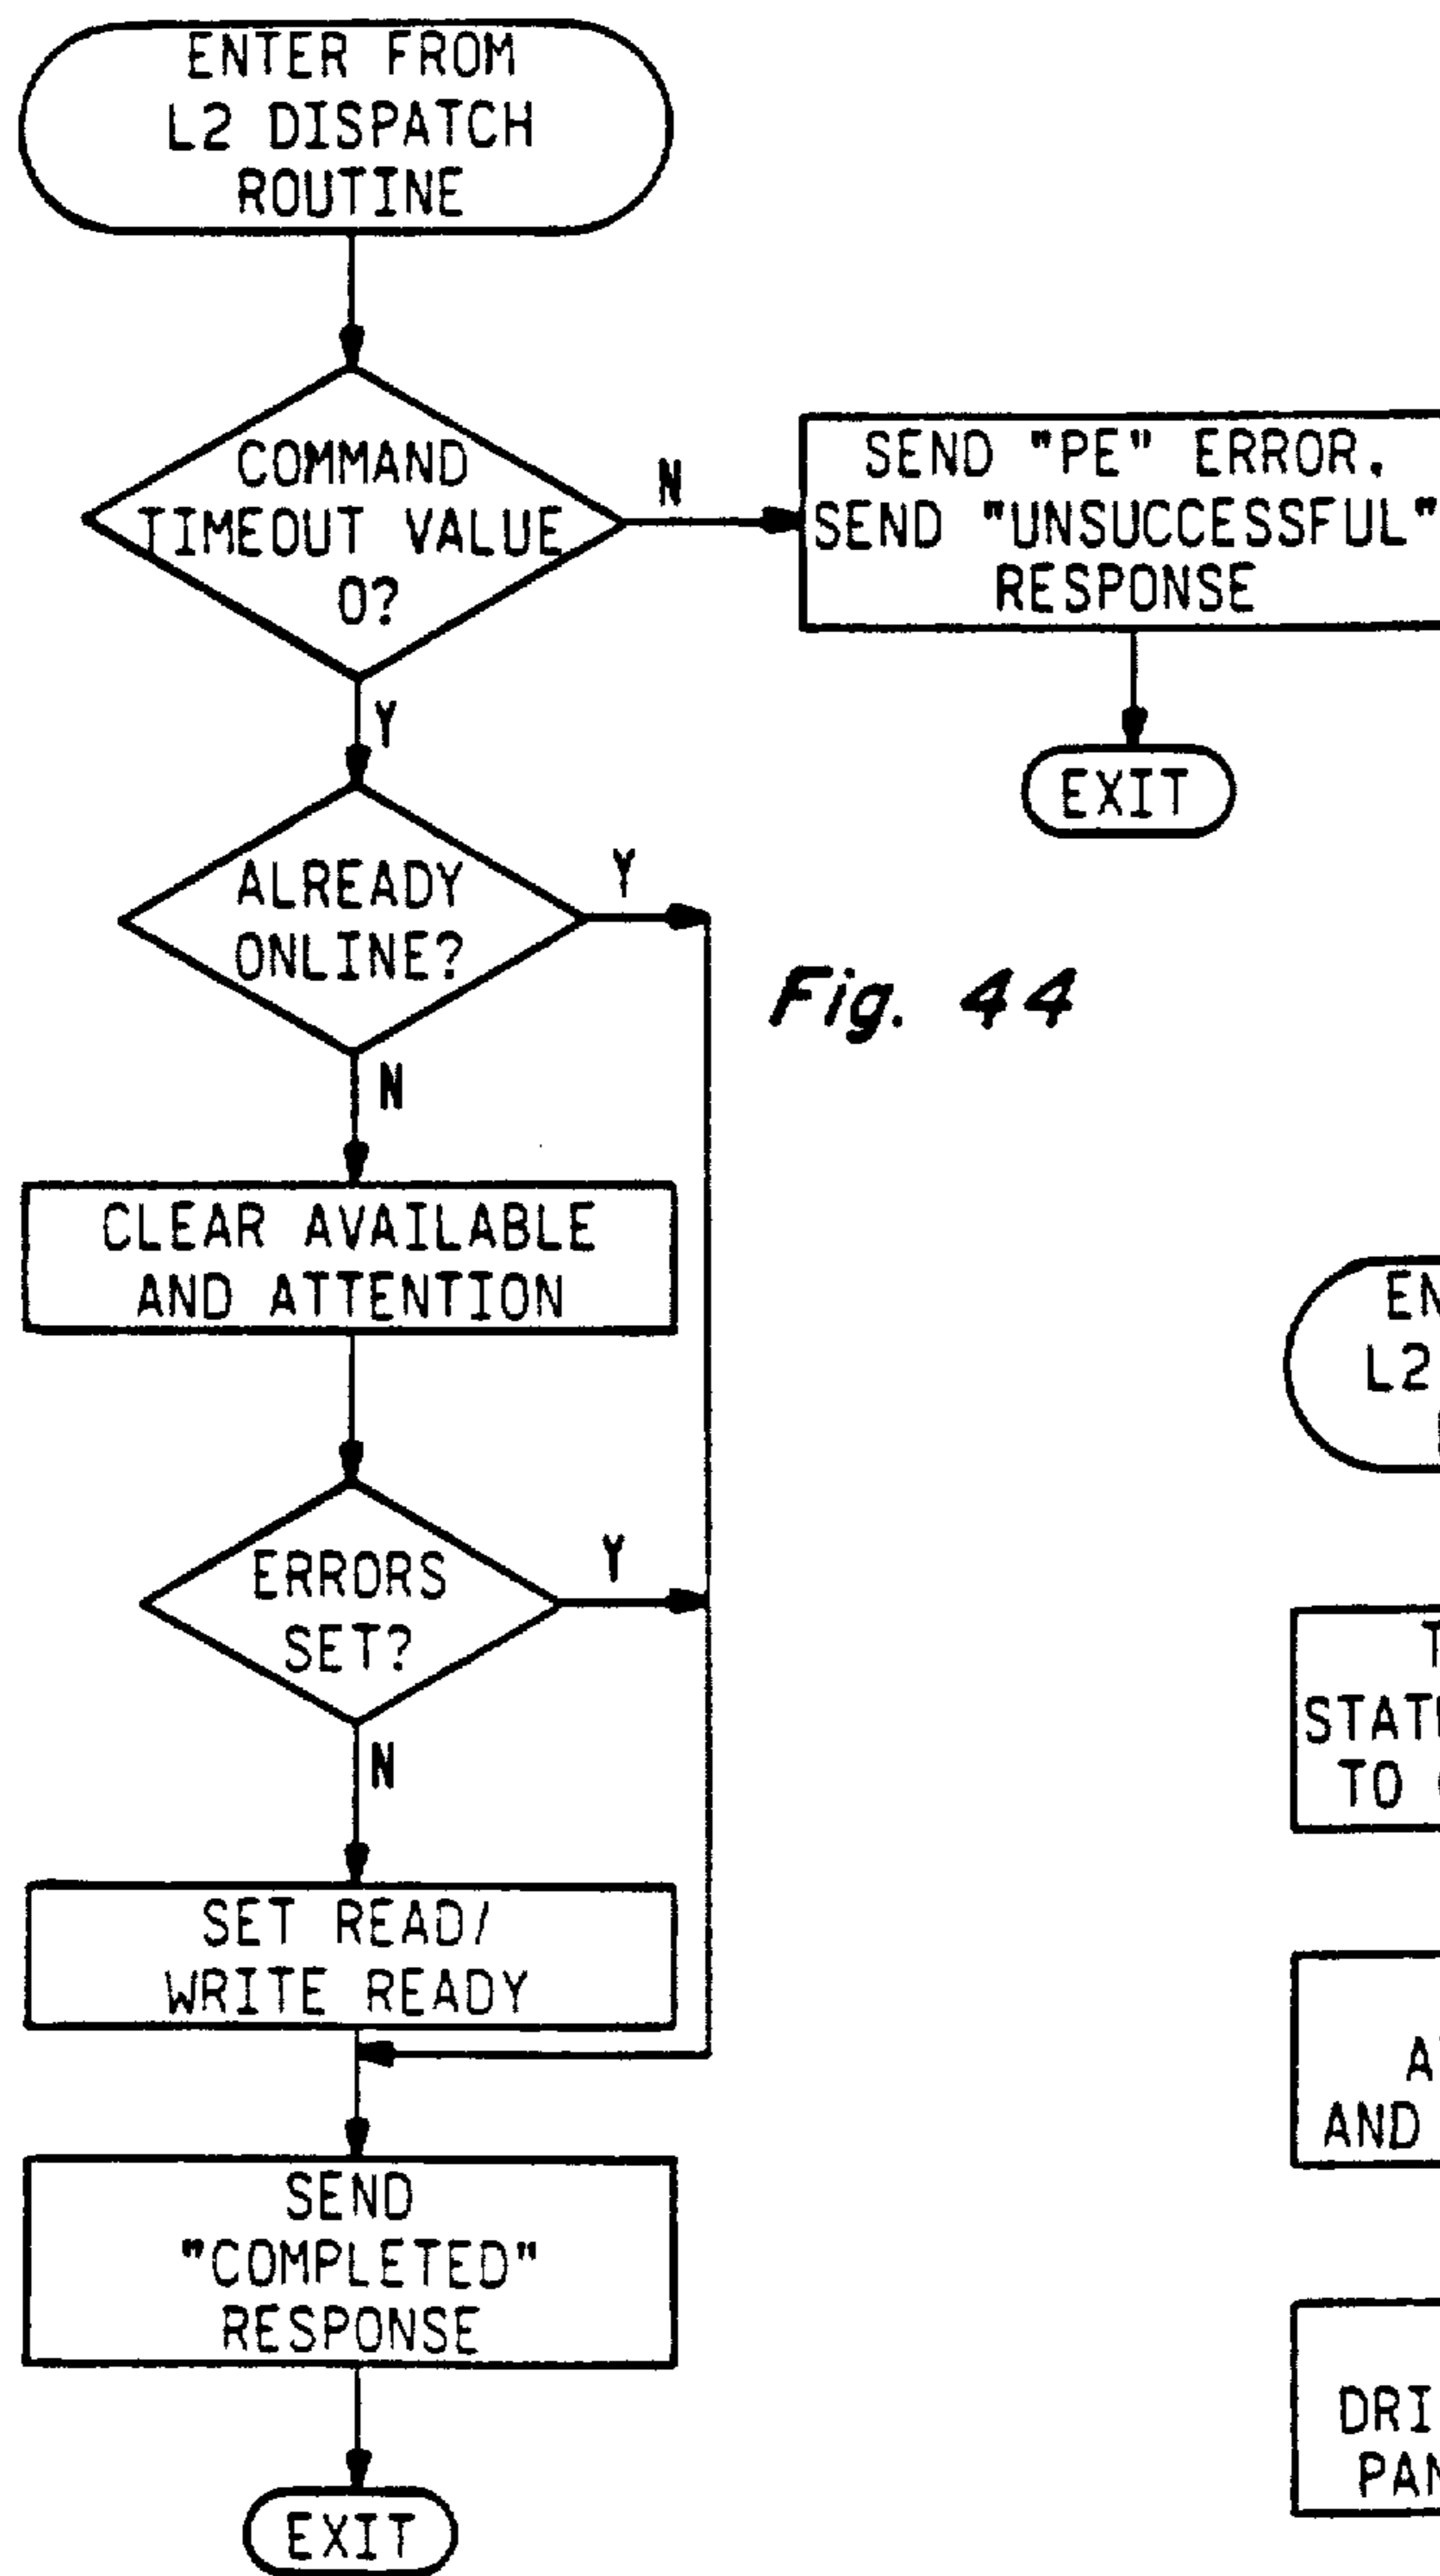 ENTER FROM
L2 DISPATCH
ROUTINE
COMMAND
TIMEOUT VALUE
0?
N
SEND "PE" ERROR.
SEND "UNSUCCESSFUL"
RESPONSE
EXIT
Y
ALREADY
ONLINE?
Y
N
Fig. 44
CLEAR AVAILABLE
AND ATTENTION
ERRORS
SET?
Y
N
SET READ/
WRITE READY
SEND
"COMPLETED"
RESPONSE
EXIT
L2
TO
AND